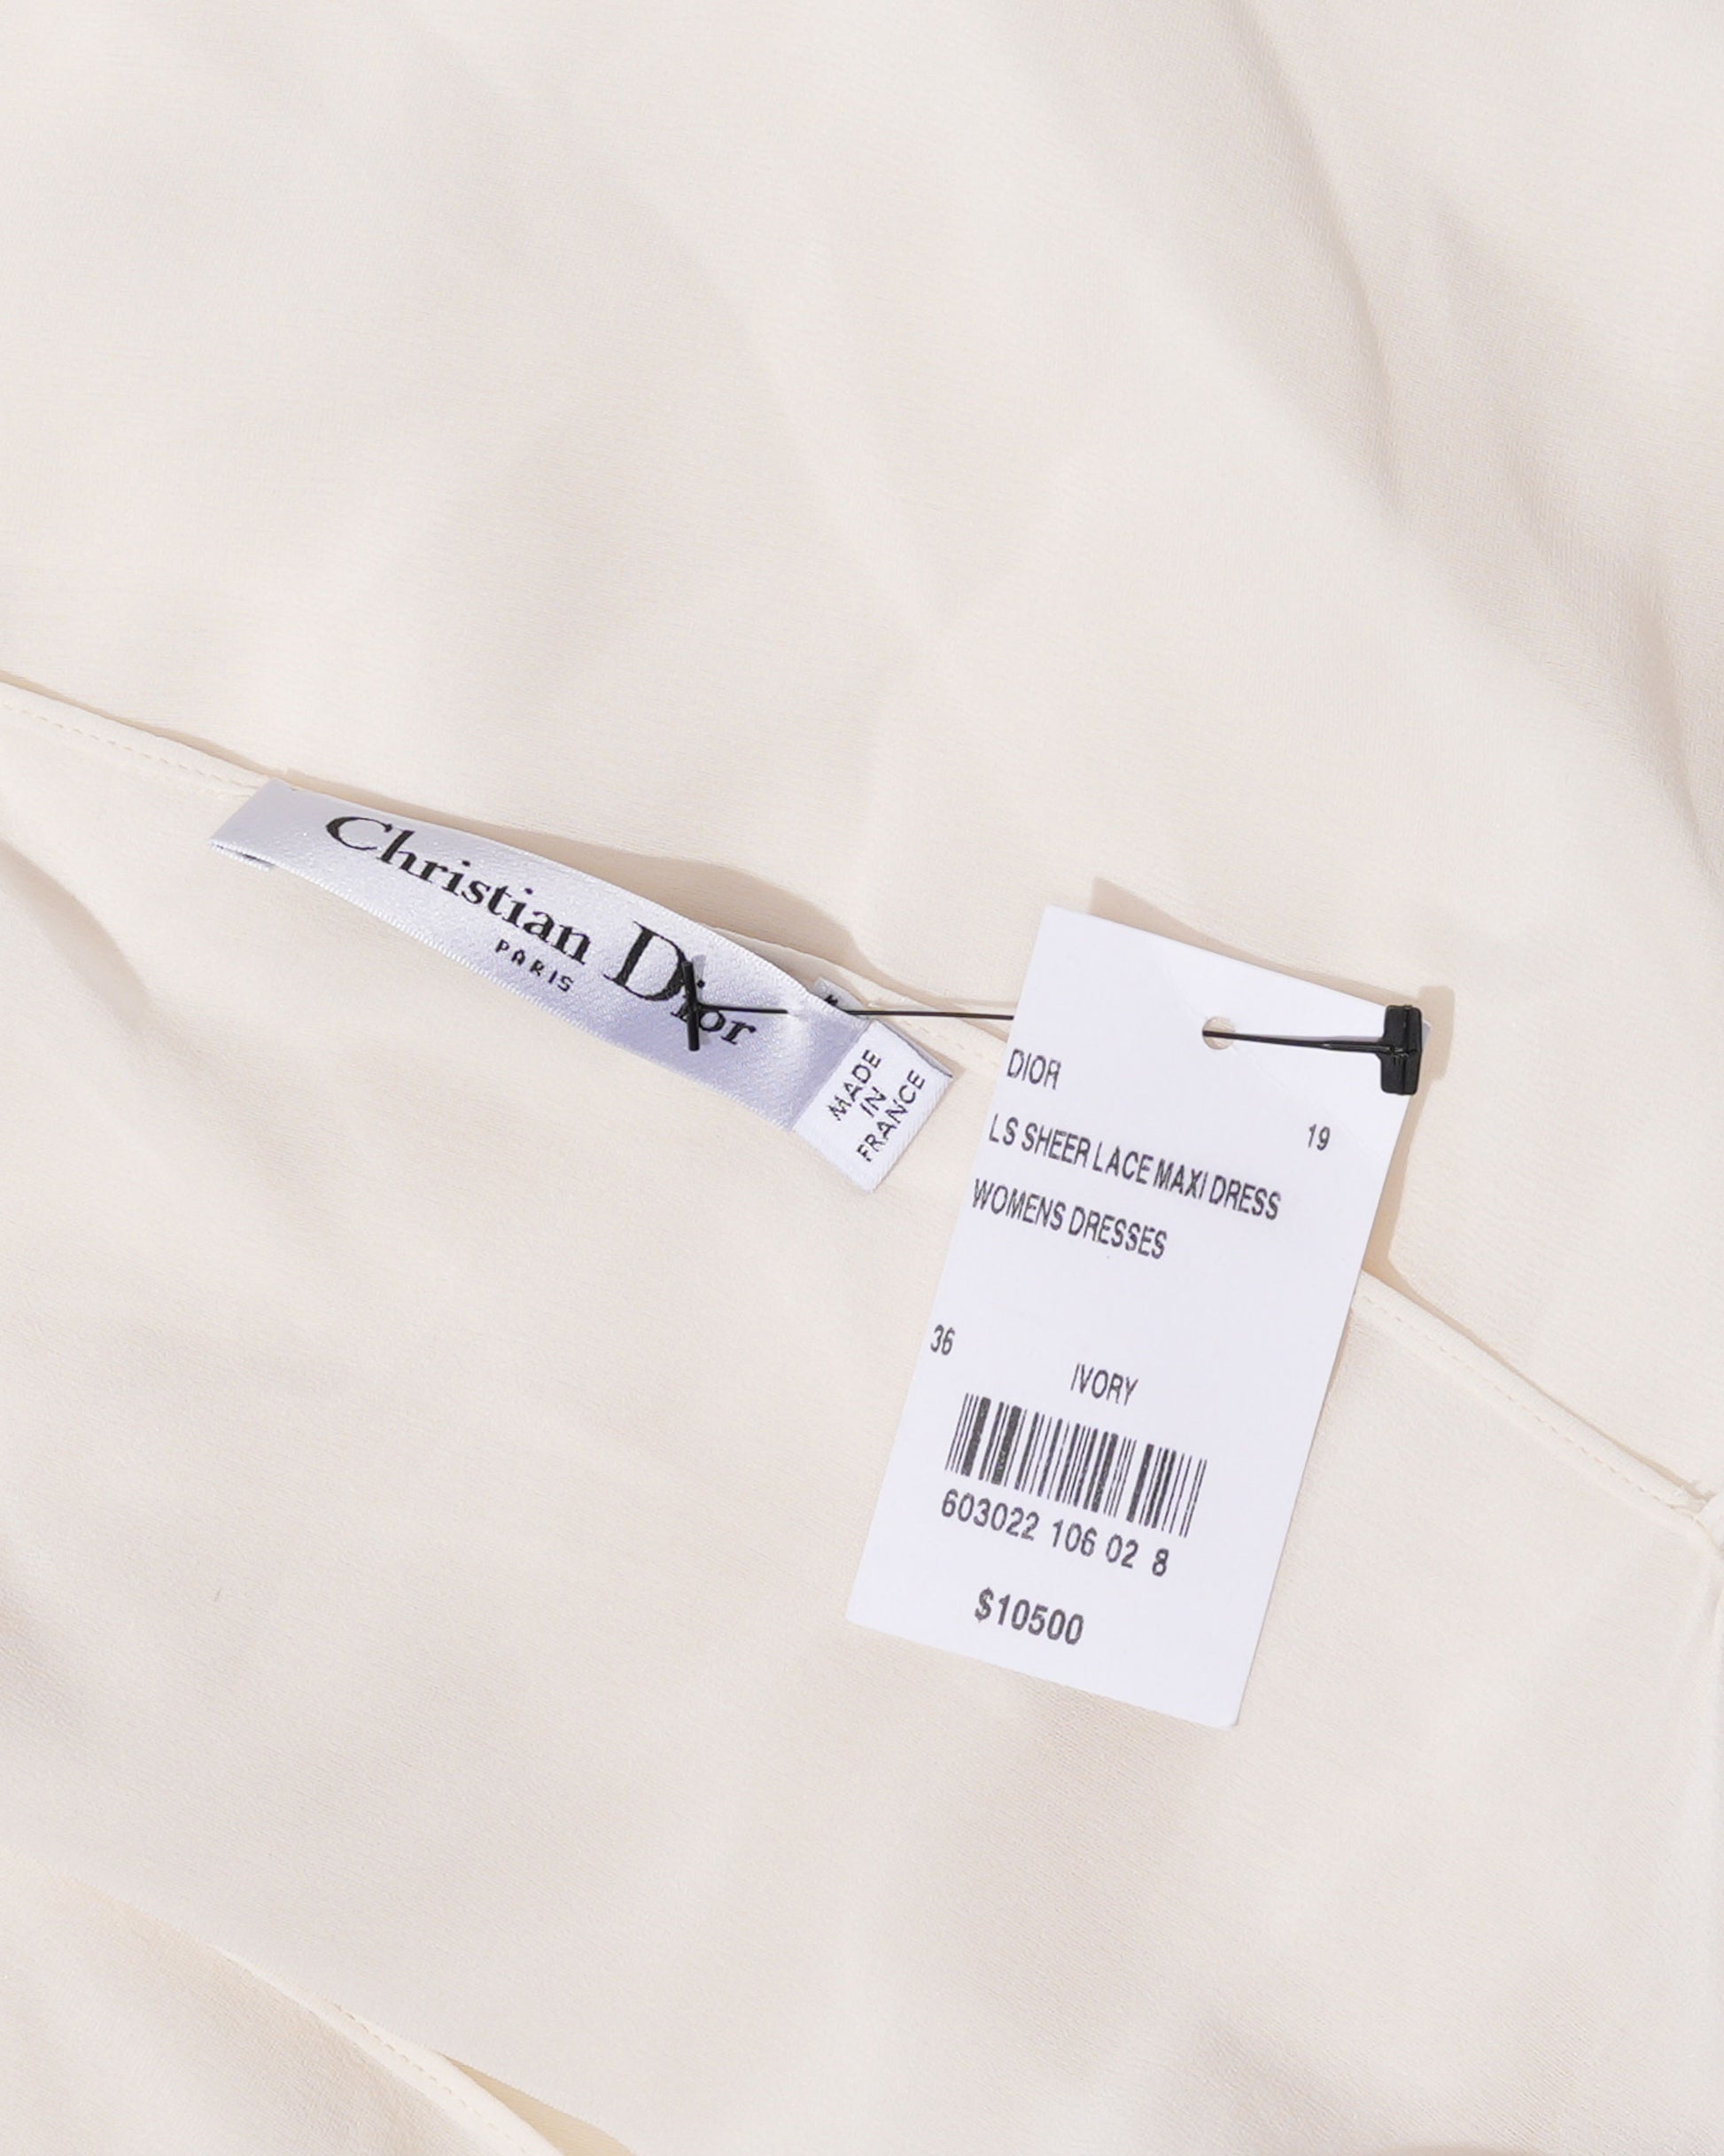 Christian Dior
PARIS
MADE
IN
FRANCE
DIOR
19
LS SHEER LACE MAXI DRESS
WOMENS DRESSES
36
IVORY
603022 106 02 8
$10500